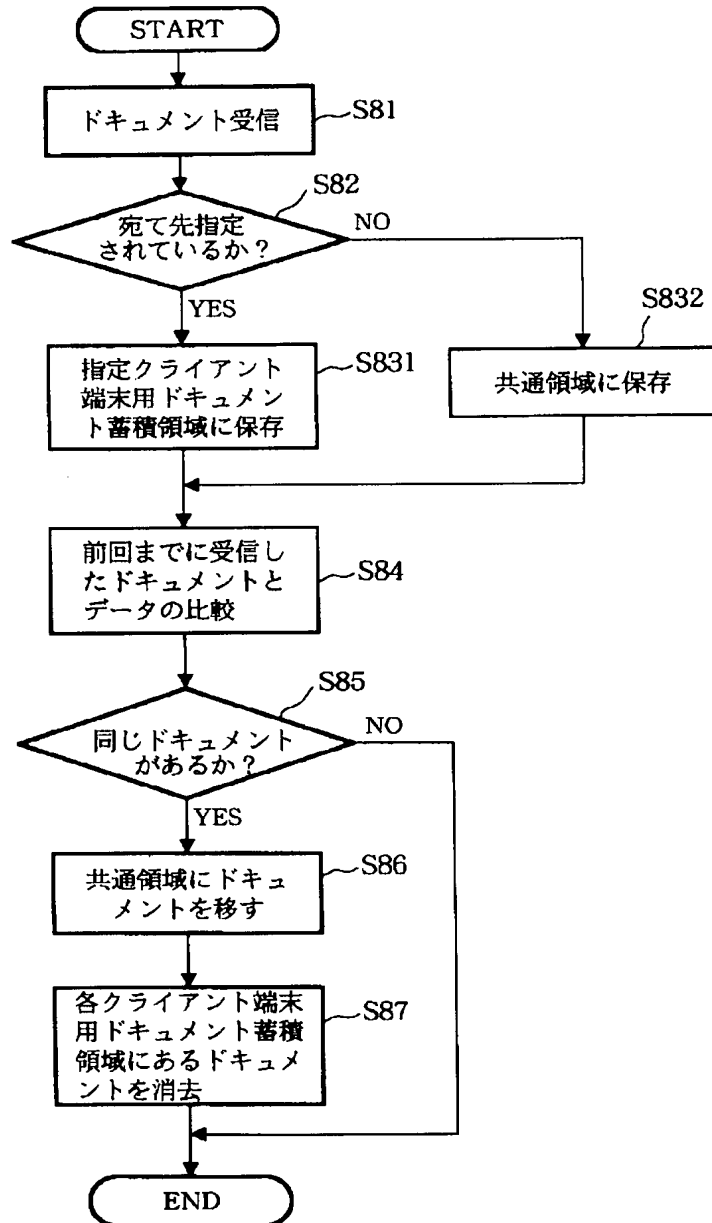 START
ドキュメント受信
S81
S82
宛て先指定
されているか？
NO
YES
S832
共通領域に保存
指定クライアント
端末用ドキュメン
ト蓄積領域に保存
S831
前回までに受信し
たドキュメントと
データの比較
S84
S85
同じドキュメント
があるか？
NO
YES
共通領域にドキュ
メントを移す
S86
各クライアント端末
用ドキュメント蓄積
領域にあるドキュメ
ントを消去
S87
END